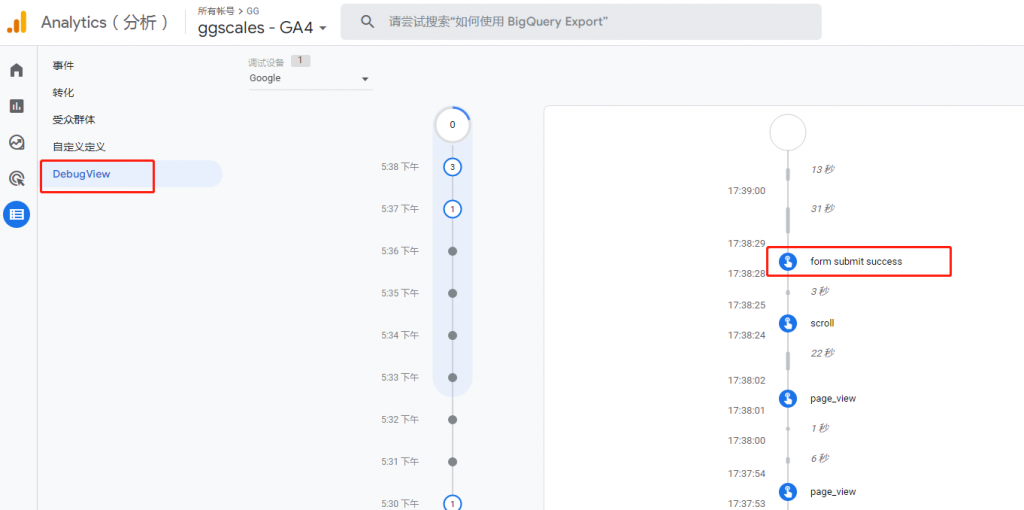 Analytics（分析）
所有帐号 > GG
ggscales - GA4
请尝试搜索“如何使用 BigQuery Export”
事件
转化
受众群体
自定义定义
DebugView
调试设备 1
Google
0
5:38 下午
3
5:37 下午
1
5:36 下午
5:35 下午
5:34 下午
5:33 下午
5:32 下午
5:31 下午
5:30 下午
1
13 秒
17:39:00
31 秒
17:38:29
form submit success
17:38:28
3 秒
17:38:25
scroll
17:38:24
22 秒
17:38:02
page_view
17:38:01
1 秒
17:38:00
6 秒
17:37:54
page_view
17:37:53